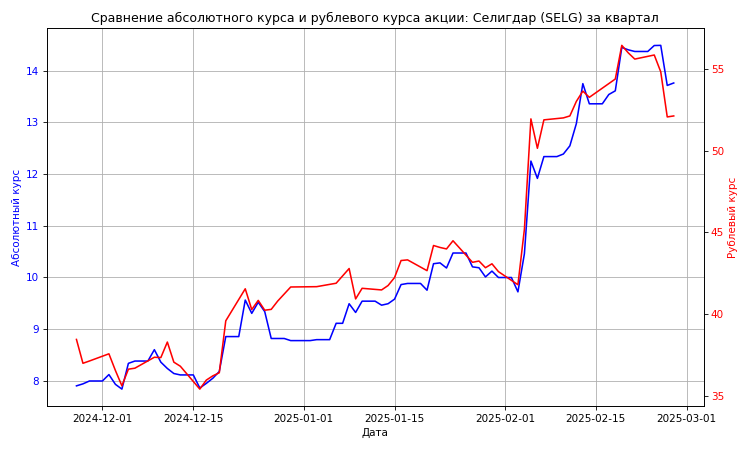 Сравнение абсолютного курса и рублевого курса акции: Селигдар (SELG) за квартал
Абсолютный курс
14
13
12
11
10
9
8
55
50
45
40
35
Рублевый курс
2024-12-01 2024-12-15 2025-01-01 2025-01-15 2025-02-01 2025-02-15 2025-03-01
Дата